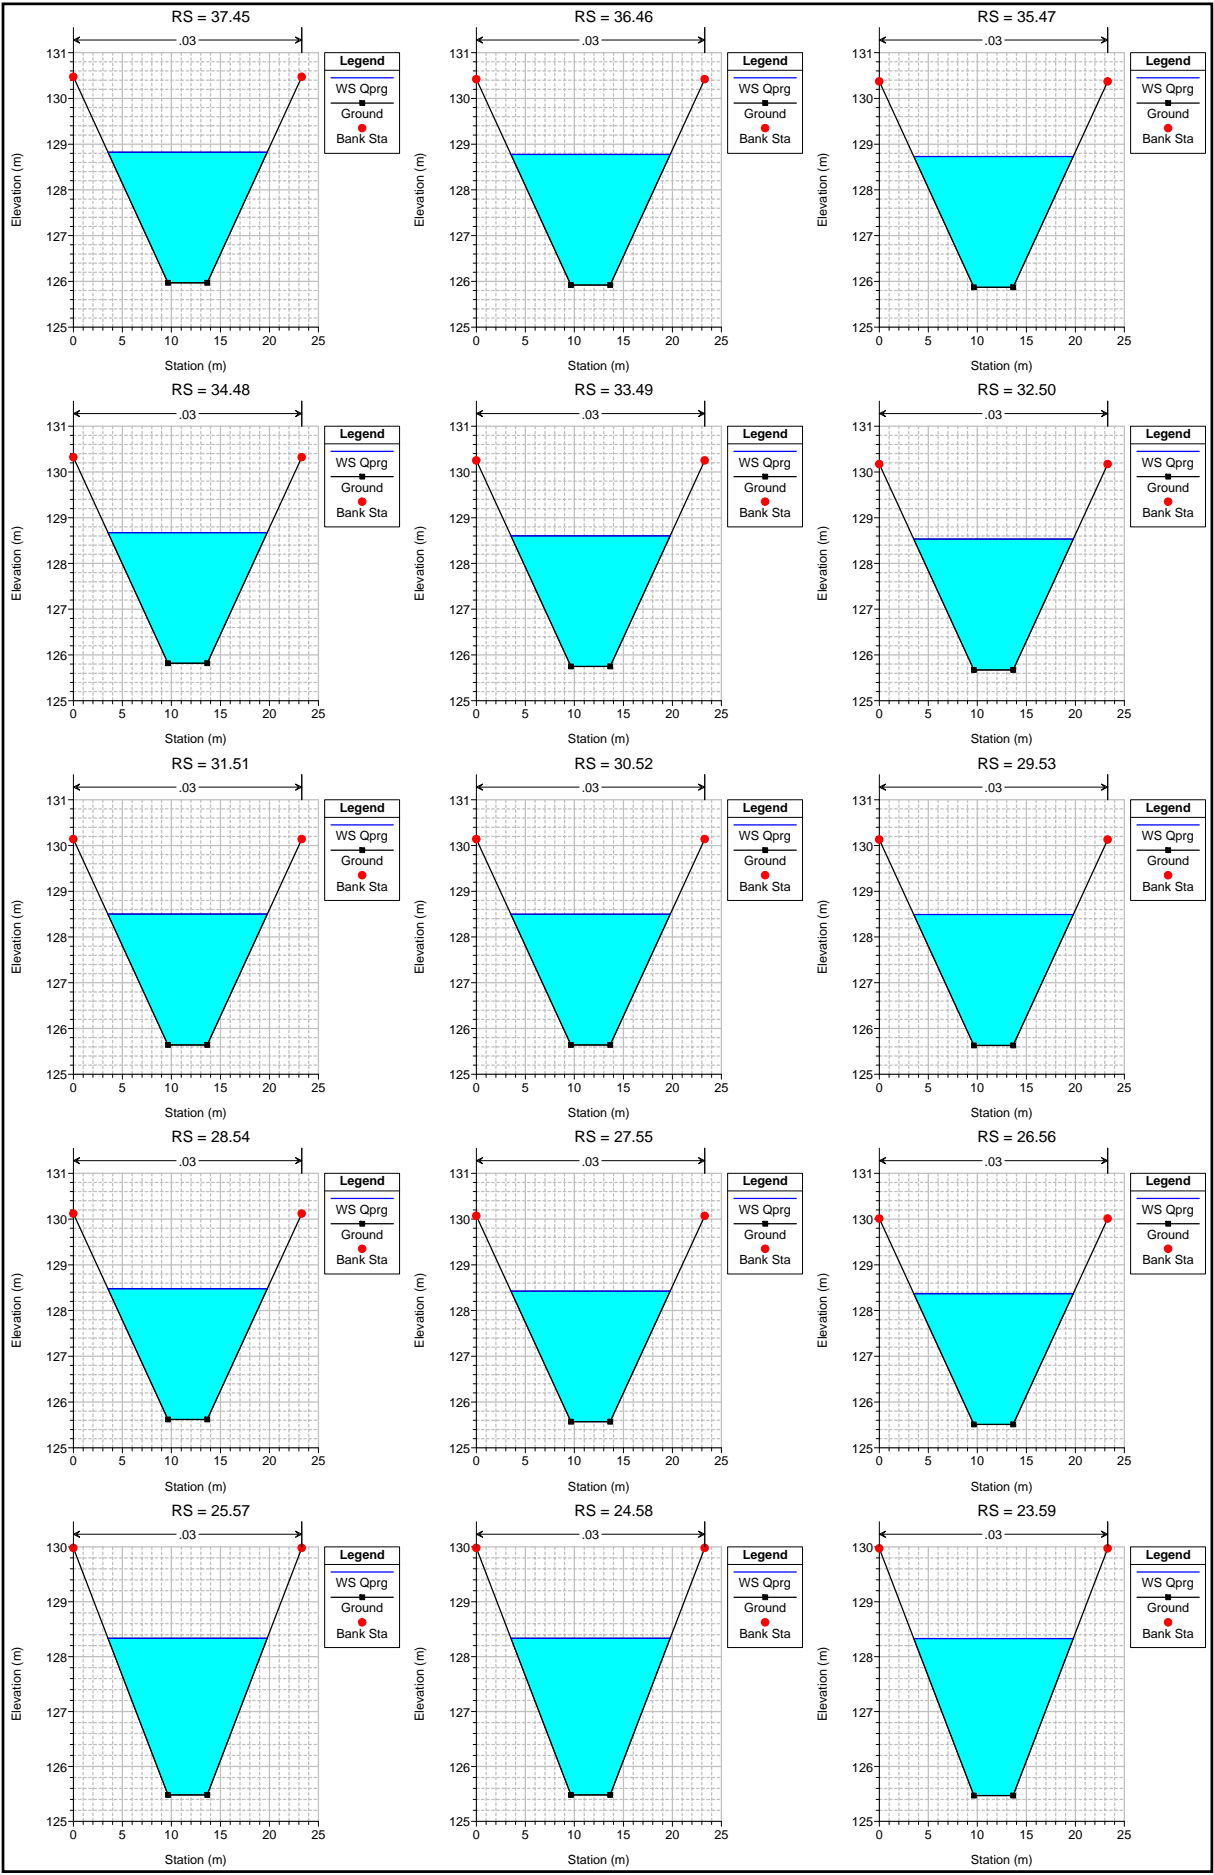 RS = 37.45
.03
Legend
WS Qprg
Ground
Bank Sta
131
130
129
128
127
126
125
0 5 10 15 20 25
Elevation (m)
Station (m)
RS = 36.46
.03
Legend
WS Qprg
Ground
Bank Sta
131
130
129
128
127
126
125
0 5 10 15 20 25
Elevation (m)
Station (m)
RS = 35.47
.03
Legend
WS Qprg
Ground
Bank Sta
131
130
129
128
127
126
125
0 5 10 15 20 25
Elevation (m)
Station (m)
RS = 34.48
.03
Legend
WS Qprg
Ground
Bank Sta
131
130
129
128
127
126
125
0 5 10 15 20 25
Elevation (m)
Station (m)
RS = 33.49
.03
Legend
WS Qprg
Ground
Bank Sta
131
130
129
128
127
126
125
0 5 10 15 20 25
Elevation (m)
Station (m)
RS = 32.50
.03
Legend
WS Qprg
Ground
Bank Sta
131
130
129
128
127
126
125
0 5 10 15 20 25
Elevation (m)
Station (m)
RS = 31.51
.03
Legend
WS Qprg
Ground
Bank Sta
131
130
129
128
127
126
125
0 5 10 15 20 25
Elevation (m)
Station (m)
RS = 30.52
.03
Legend
WS Qprg
Ground
Bank Sta
131
130
129
128
127
126
125
0 5 10 15 20 25
Elevation (m)
Station (m)
RS = 29.53
.03
Legend
WS Qprg
Ground
Bank Sta
131
130
129
128
127
126
125
0 5 10 15 20 25
Elevation (m)
Station (m)
RS = 28.54
.03
Legend
WS Qprg
Ground
Bank Sta
131
130
129
128
127
126
125
0 5 10 15 20 25
Elevation (m)
Station (m)
RS = 27.55
.03
Legend
WS Qprg
Ground
Bank Sta
131
130
129
128
127
126
125
0 5 10 15 20 25
Elevation (m)
Station (m)
RS = 26.56
.03
Legend
WS Qprg
Ground
Bank Sta
131
130
129
128
127
126
125
0 5 10 15 20 25
Elevation (m)
Station (m)
RS = 25.57
.03
Legend
WS Qprg
Ground
Bank Sta
130
129
128
127
126
125
0 5 10 15 20 25
Elevation (m)
Station (m)
RS = 24.58
.03
Legend
WS Qprg
Ground
Bank Sta
130
129
128
127
126
125
0 5 10 15 20 25
Elevation (m)
Station (m)
RS = 23.59
.03
Legend
WS Qprg
Ground
Bank Sta
130
129
128
127
126
125
0 5 10 15 20 25
Elevation (m)
Station (m)